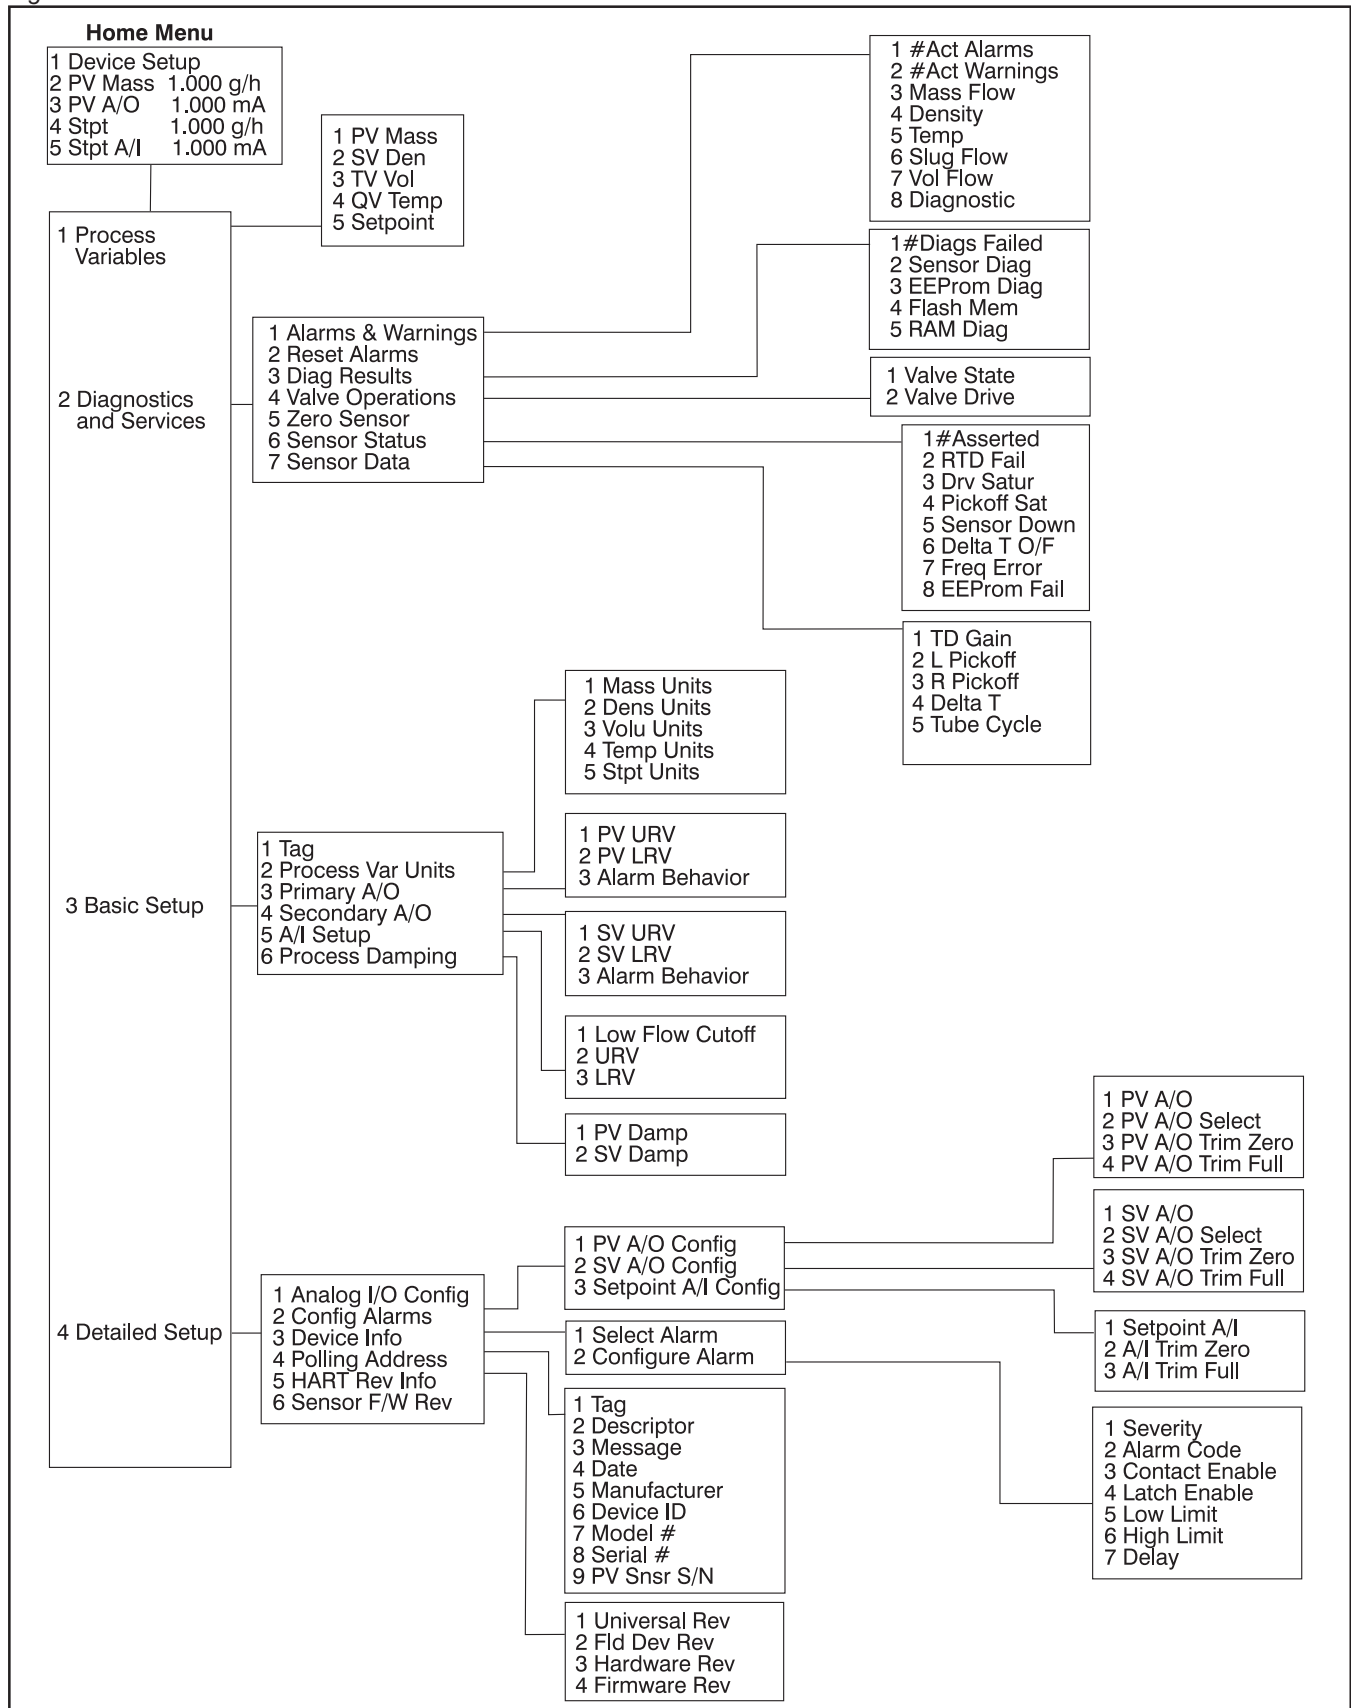 Home Menu
1 Device Setup
2 PV Mass 1.000 g/h
3 PV A/O 1.000 mA
4 Stpt 1.000 g/h
5 Stpt A/I 1.000 mA
1 Process
Variables
2 Diagnostics
and Services
3 Basic Setup
4 Detailed Setup
1 PV Mass
2 SV Den
3 TV Vol
4 QV Temp
5 Setpoint
1 Alarms & Warnings
2 Reset Alarms
3 Diag Results
4 Valve Operations
5 Zero Sensor
6 Sensor Status
7 Sensor Data
1 #Act Alarms
2 #Act Warnings
3 Mass Flow
4 Density
5 Temp
6 Slug Flow
7 Vol Flow
8 Diagnostic
1#Diags Failed
2 Sensor Diag
3 EEProm Diag
4 Flash Mem
5 RAM Diag
1 Valve State
2 Valve Drive
1#Asserted
2 RTD Fail
3 Drv Satur
4 Pickoff Sat
5 Sensor Down
6 Delta T O/F
7 Freq Error
8 EEProm Fail
1 TD Gain
2 L Pickoff
3 R Pickoff
4 Delta T
5 Tube Cycle
1 Tag
2 Process Var Units
3 Primary A/O
4 Secondary A/O
5 A/I Setup
6 Process Damping
1 Mass Units
2 Dens Units
3 Volu Units
4 Temp Units
5 Stpt Units
1 PV URV
2 PV LRV
3 Alarm Behavior
1 SV URV
2 SV LRV
3 Alarm Behavior
1 Low Flow Cutoff
2 URV
3 LRV
1 PV Damp
2 SV Damp
1 Analog I/O Config
2 Config Alarms
3 Device Info
4 Polling Address
5 HART Rev Info
6 Sensor F/W Rev
1 PV A/O Config
2 SV A/O Config
3 Setpoint A/I Config
1 PV A/O
2 PV A/O Select
3 PV A/O Trim Zero
4 PV A/O Trim Full
1 SV A/O
2 SV A/O Select
3 SV A/O Trim Zero
4 SV A/O Trim Full
1 Setpoint A/I
2 A/I Trim Zero
3 A/I Trim Full
1 Select Alarm
2 Configure Alarm
1 Severity
2 Alarm Code
3 Contact Enable
4 Latch Enable
5 Low Limit
6 High Limit
7 Delay
1 Tag
2 Descriptor
3 Message
4 Date
5 Manufacturer
6 Device ID
7 Model #
8 Serial #
9 PV Snsr S/N
1 Universal Rev
2 Fld Dev Rev
3 Hardware Rev
4 Firmware Rev